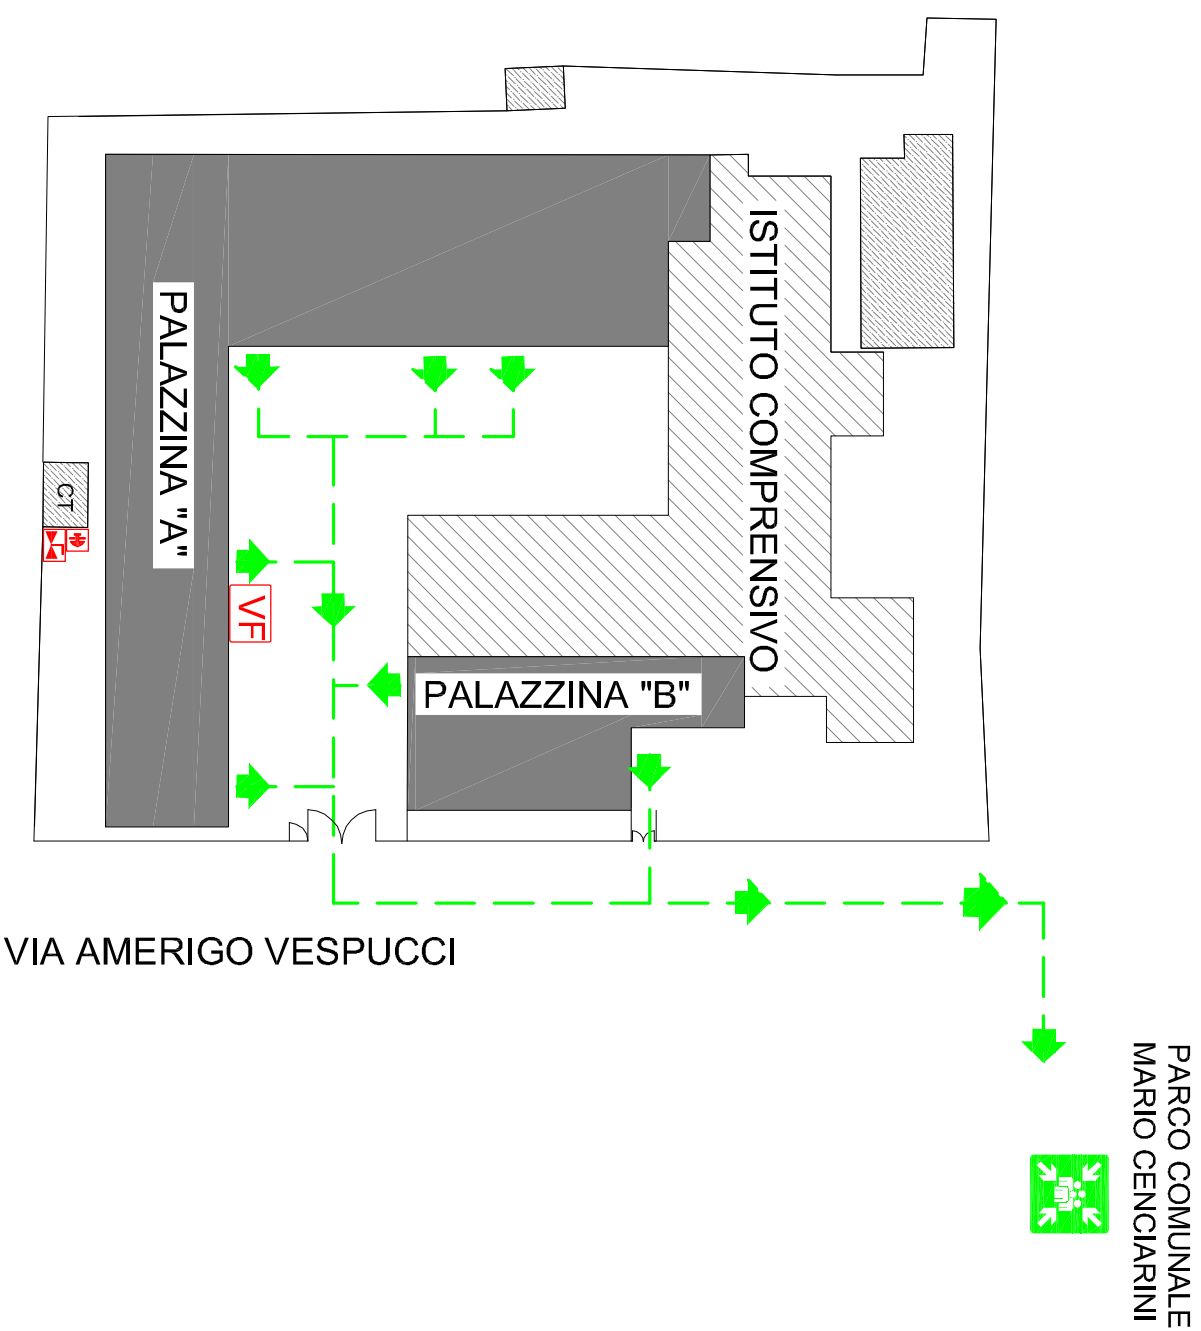 ISTITUTO COMPRENSIVO
PALAZZINA "A"
CT
VF
PALAZZINA "B"
VIA AMERIGO VESPUCCI
PARCO COMUNALE
MARIO CENCIARINI